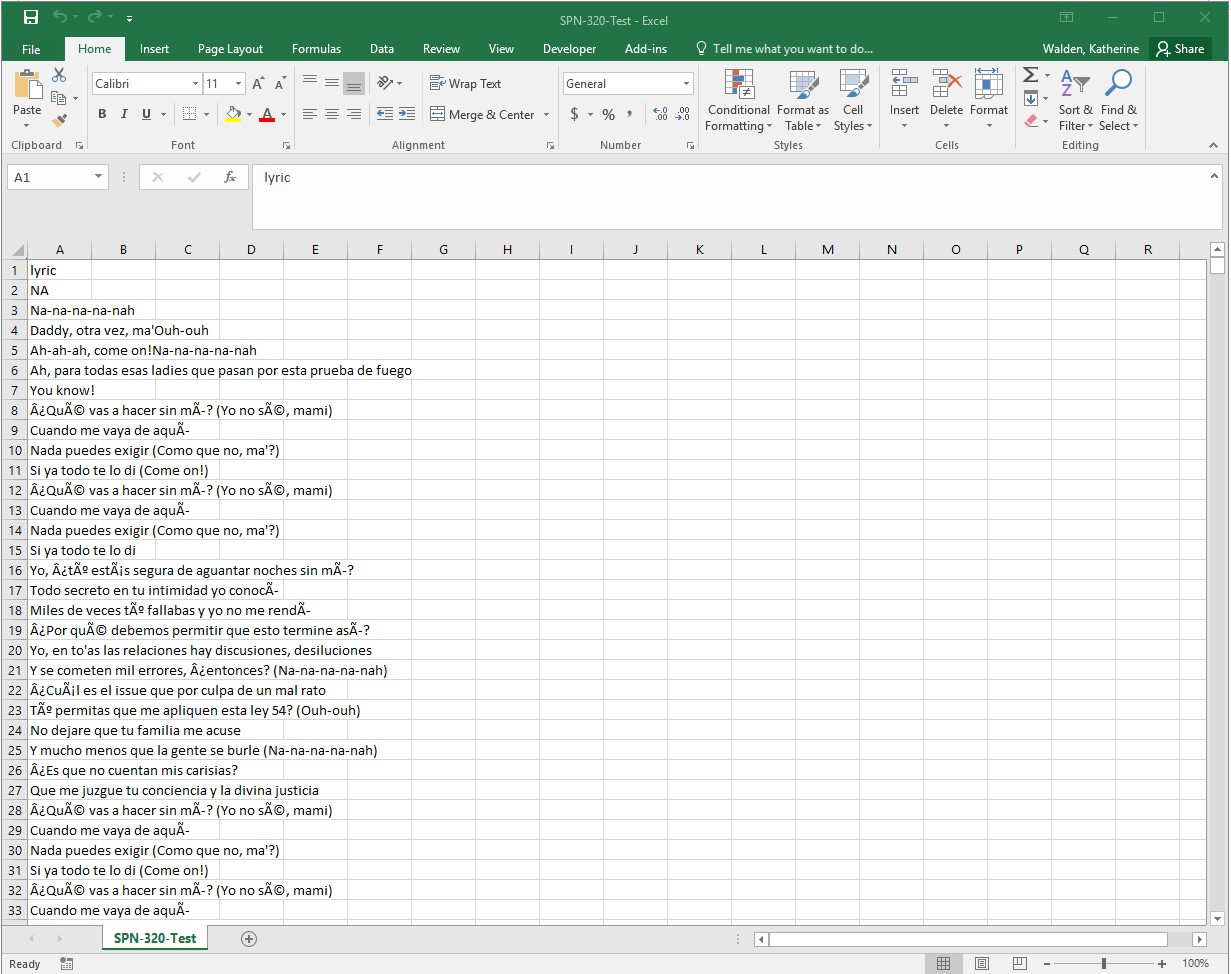 SPN-320-Test - Excel
File Home Insert Page Layout Formulas Data Review View Developer Add-ins Tell me what you want to do... Walden, Katherine Share
Paste Calibri 11 Wrap Text General Conditional Formatting Format as Table Cell Styles Insert Delete Format Sort & Filter Find & Select
B I U Merge & Center $ % ,
Clipboard Font Alignment Number Styles Cells Editing
A1 fx lyric
A B C D E F G H I J K L M N O P Q R
1 lyric
2 NA
3 Na-na-na-na-nah
4 Daddy, otra vez, ma'Ouh-ouh
5 Ah-ah-ah, come on!Na-na-na-na-nah
6 Ah, para todas esas ladies que pasan por esta prueba de fuego
7 You know!
8 Â¿QuÃ© vas a hacer sin mÃ-? (Yo no sÃ©, mami)
9 Cuando me vaya de aquÃ-
10 Nada puedes exigir (Como que no, ma'?)
11 Si ya todo te lo di (Come on!)
12 Â¿QuÃ© vas a hacer sin mÃ-? (Yo no sÃ©, mami)
13 Cuando me vaya de aquÃ-
14 Nada puedes exigir (Como que no, ma'?)
15 Si ya todo te lo di
16 Yo, Â¿tÃº estÃ¡s segura de aguantar noches sin mÃ-?
17 Todo secreto en tu intimidad yo conocÃ-
18 Miles de veces tÃº fallabas y yo no me rendÃ-
19 Â¿Por quÃ© debemos permitir que esto termine asÃ-?
20 Yo, en to'as las relaciones hay discusiones, desiluciones
21 Y se cometen mil errores, Â¿entonces? (Na-na-na-na-nah)
22 Â¿CuÃ¡l es el issue que por culpa de un mal rato
23 TÃº permitas que me apliquen esta ley 54? (Ouh-ouh)
24 No dejare que tu familia me acuse
25 Y mucho menos que la gente se burle (Na-na-na-na-nah)
26 Â¿Es que no cuentan mis carisias?
27 Que me juzgue tu conciencia y la divina justicia
28 Â¿QuÃ© vas a hacer sin mÃ-? (Yo no sÃ©, mami)
29 Cuando me vaya de aquÃ-
30 Nada puedes exigir (Como que no, ma'?)
31 Si ya todo te lo di (Come on!)
32 Â¿QuÃ© vas a hacer sin mÃ-? (Yo no sÃ©, mami)
33 Cuando me vaya de aquÃ-
SPN-320-Test
Ready 100%